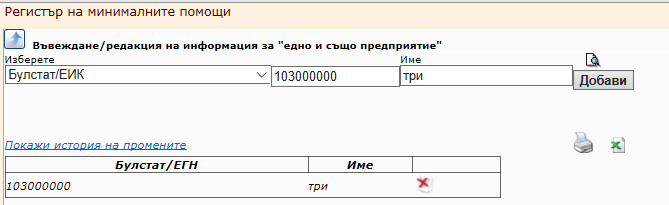 Регистър на минималните помощи
Въвеждане/редакция на информация за "едно и също предприятие"
Изберете Име
Булстат/ЕИК 103000000 три Добави
Покажи история на промените
Булстат/ЕГН Име
103000000 три